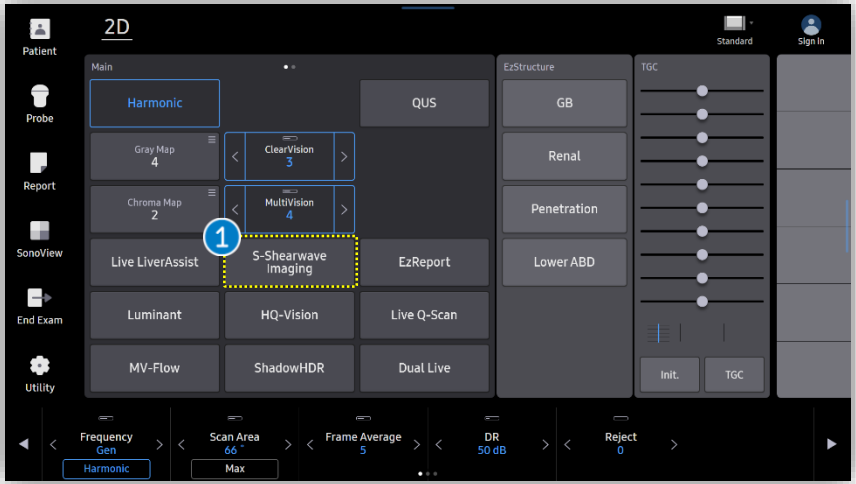 2D
Standard
Sign In
Patient
Probe
Report
SonoView
End Exam
Utility
Main
Harmonic
QUS
Gray Map
4
ClearVision
3
Chroma Map
2
MultiVision
4
1
Live LiverAssist
S-Shearwave
Imaging
EzReport
Luminant
HQ-Vision
Live Q-Scan
MV-Flow
ShadowHDR
Dual Live
EzStructure
GB
Renal
Penetration
Lower ABD
TGC
Init.
TGC
Frequency
Gen
Harmonic
Scan Area
66 ˚
Max
Frame Average
5
DR
50 dB
Reject
0